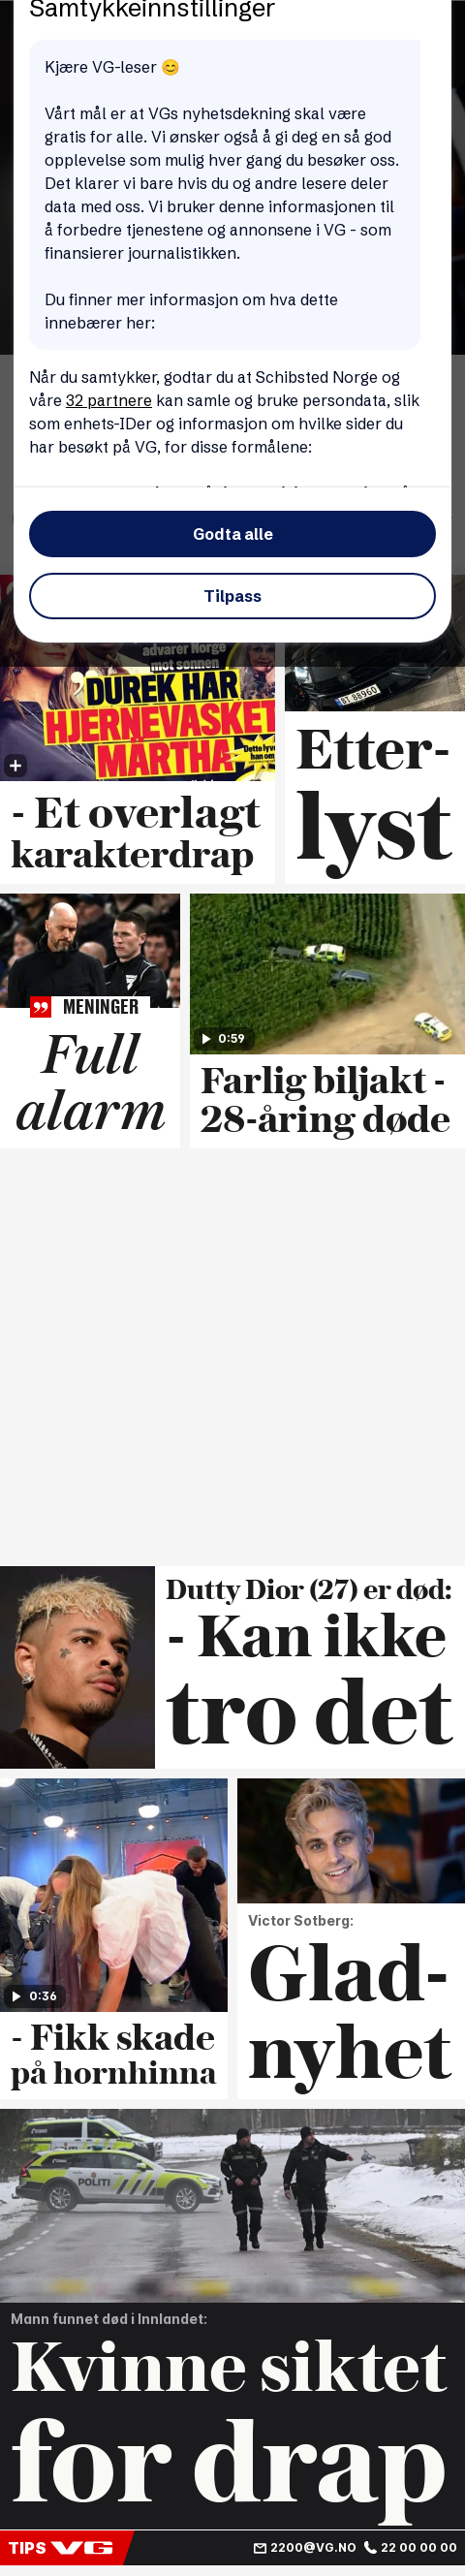 Samtykkeinnstillinger
Kjære VG-leser 😊
Vårt mål er at VGs nyhetsdekning skal være
gratis for alle. Vi ønsker også å gi deg en så god
opplevelse som mulig hver gang du besøker oss.
Det klarer vi bare hvis du og andre lesere deler
data med oss. Vi bruker denne informasjonen til
å forbedre tjenestene og annonsene i VG - som
finansierer journalistikken.
Du finner mer informasjon om hva dette
innebærer her:
Når du samtykker, godtar du at Schibsted Norge og
våre 32 partnere kan samle og bruke persondata, slik
som enhets-IDer og informasjon om hvilke sider du
har besøkt på VG, for disse formålene:
Godta alle
Tilpass
advarer Norge
mot sønnen
DUREK HAR
HJERNEVASKET
MÄRTHA
- Et overlagt
karakterdrap
BT 88960
Etter-
lyst
MENINGER
Full
alarm
0:59
Farlig biljakt -
28-åring døde
Dutty Dior (27) er død:
- Kan ikke
tro det
0:36
- Fikk skade
på hornhinna
Victor Sotberg:
Glad-
nyhet
POLITI
Mann funnet død i Innlandet:
Kvinne siktet
for drap
TIPS VG 2200@VG.NO 22 00 00 00